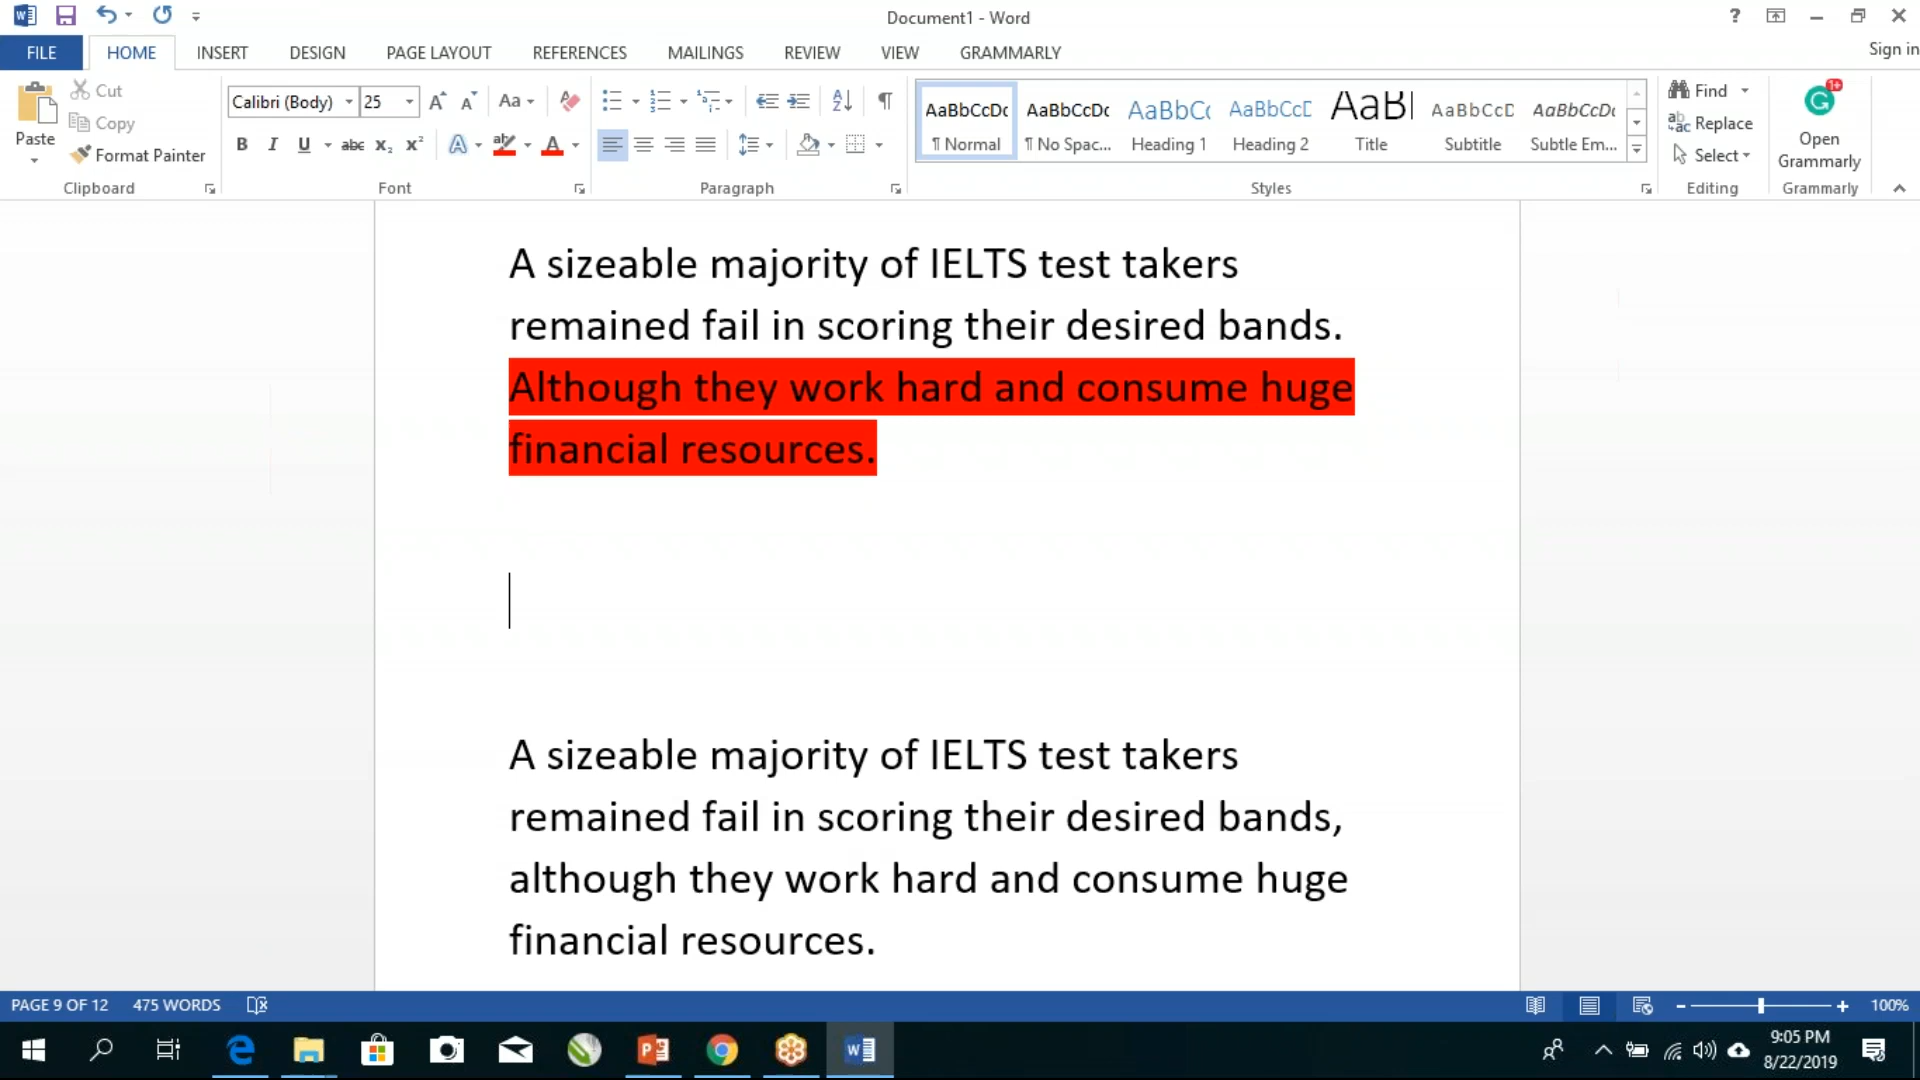 Document1 - Word
?
Sign in
FILE HOME INSERT DESIGN PAGE LAYOUT REFERENCES MAILINGS REVIEW VIEW GRAMMARLY
Paste
Cut
Copy
Format Painter
Clipboard
Calibri (Body) 25
Font
Paragraph
AaBbCcDc AaBbCcDc AaBbCc AaBbCcD AaBl AaBbCcD AaBbCcDc
¶ Normal ¶ No Spac... Heading 1 Heading 2 Title Subtitle Subtle Em...
Styles
Find
Replace
Select
Editing
Open
Grammarly
Grammarly
A sizeable majority of IELTS test takers
remained fail in scoring their desired bands.
Although they work hard and consume huge
financial resources.
A sizeable majority of IELTS test takers
remained fail in scoring their desired bands,
although they work hard and consume huge
financial resources.
PAGE 9 OF 12 475 WORDS 100%
9:05 PM
8/22/2019